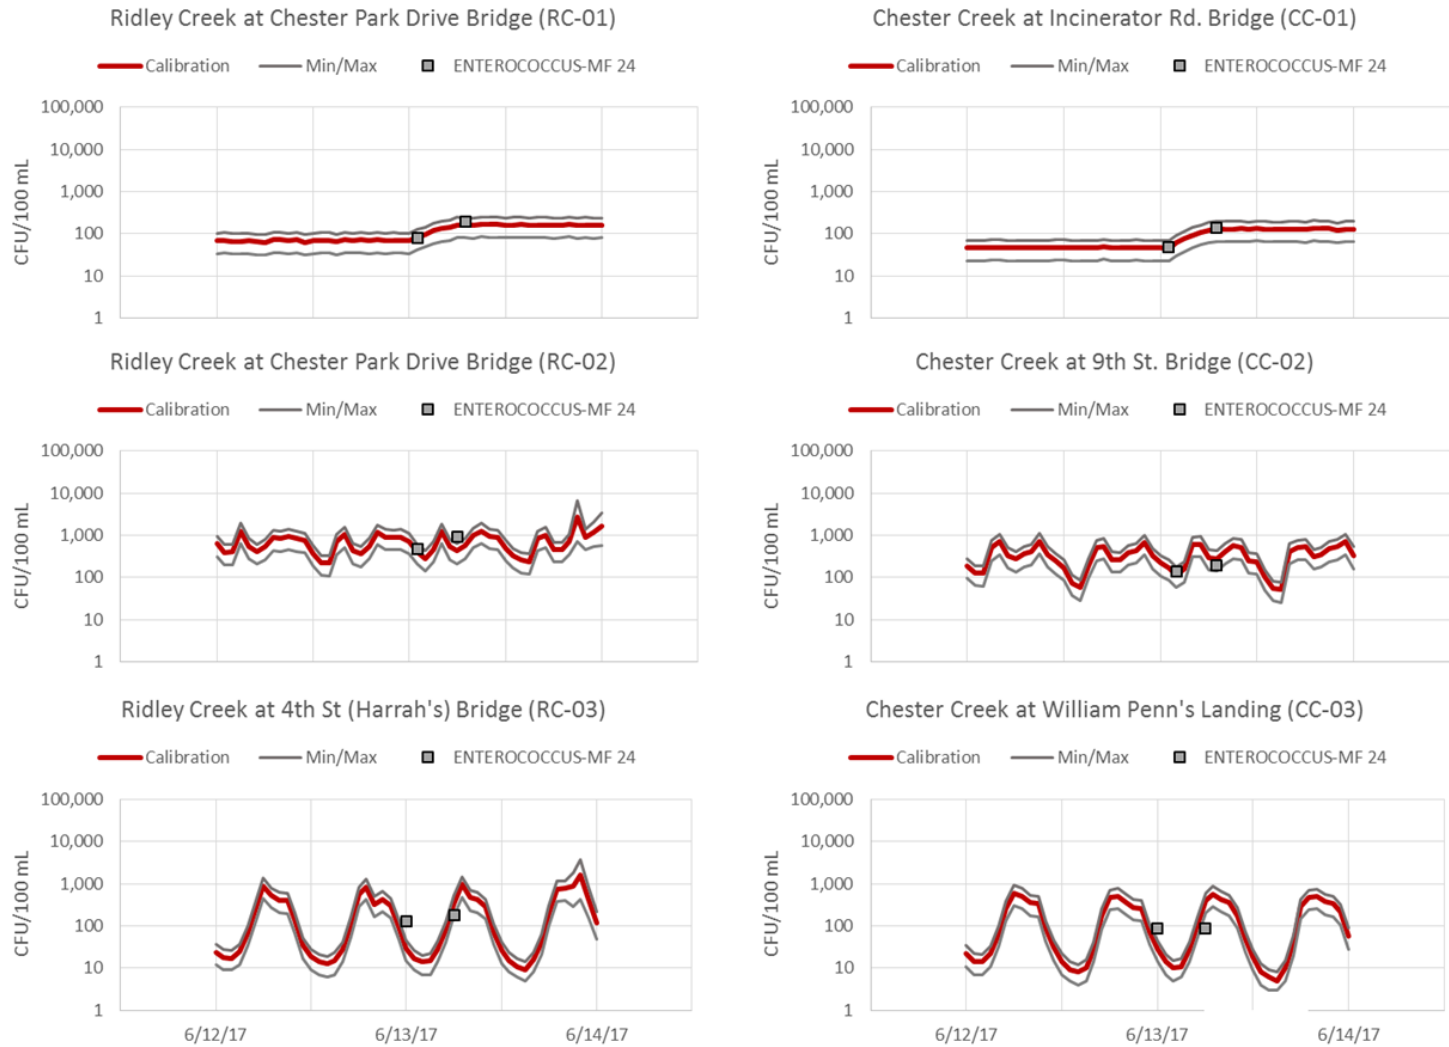 Ridley Creek at Chester Park Drive Bridge (RC-01)
Calibration Min/Max ENTEROCOCCUS-MF 24
100,000
10,000
1,000
100
10
1
CFU/100 mL
Chester Creek at Incinerator Rd. Bridge (CC-01)
Calibration Min/Max ENTEROCOCCUS-MF 24
100,000
10,000
1,000
100
10
1
CFU/100 mL
Ridley Creek at Chester Park Drive Bridge (RC-02)
Calibration Min/Max ENTEROCOCCUS-MF 24
100,000
10,000
1,000
100
10
1
CFU/100 mL
Chester Creek at 9th St. Bridge (CC-02)
Calibration Min/Max ENTEROCOCCUS-MF 24
100,000
10,000
1,000
100
10
1
CFU/100 mL
Ridley Creek at 4th St (Harrah's) Bridge (RC-03)
Calibration Min/Max ENTEROCOCCUS-MF 24
100,000
10,000
1,000
100
10
1
CFU/100 mL
6/12/17 6/13/17 6/14/17
Chester Creek at William Penn's Landing (CC-03)
Calibration Min/Max ENTEROCOCCUS-MF 24
100,000
10,000
1,000
100
10
1
CFU/100 mL
6/12/17 6/13/17 6/14/17